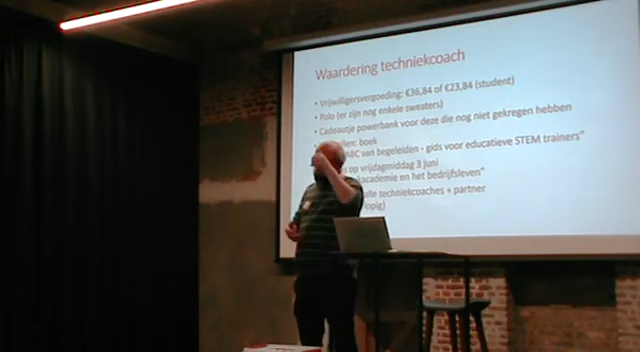 Waardering techniekcoach
• Vrijwilligersvergoeding: €36,84 of €23,84 (student)
• Polo (er zijn nog enkele sweaters)
• Cadeautje powerbank voor deze die nog niet gekregen hebben
boek
ABC van begeleiden - gids voor educatieve STEM trainers"
op vrijdagmiddag 3 juni
academie en het bedrijfsleven"
alle techniekcoaches + partner